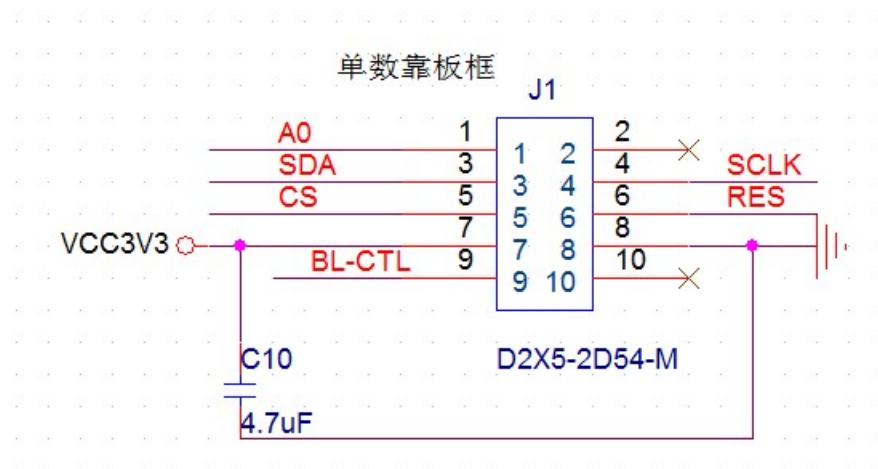 单数靠板框
J1
A0 1 1 2 2
SDA 3 3 4 4 SCLK
CS 5 5 6 6 RES
VCC3V3 7 7 8 8
BL-CTL 9 9 10 10
C10 D2X5-2D54-M
4.7uF